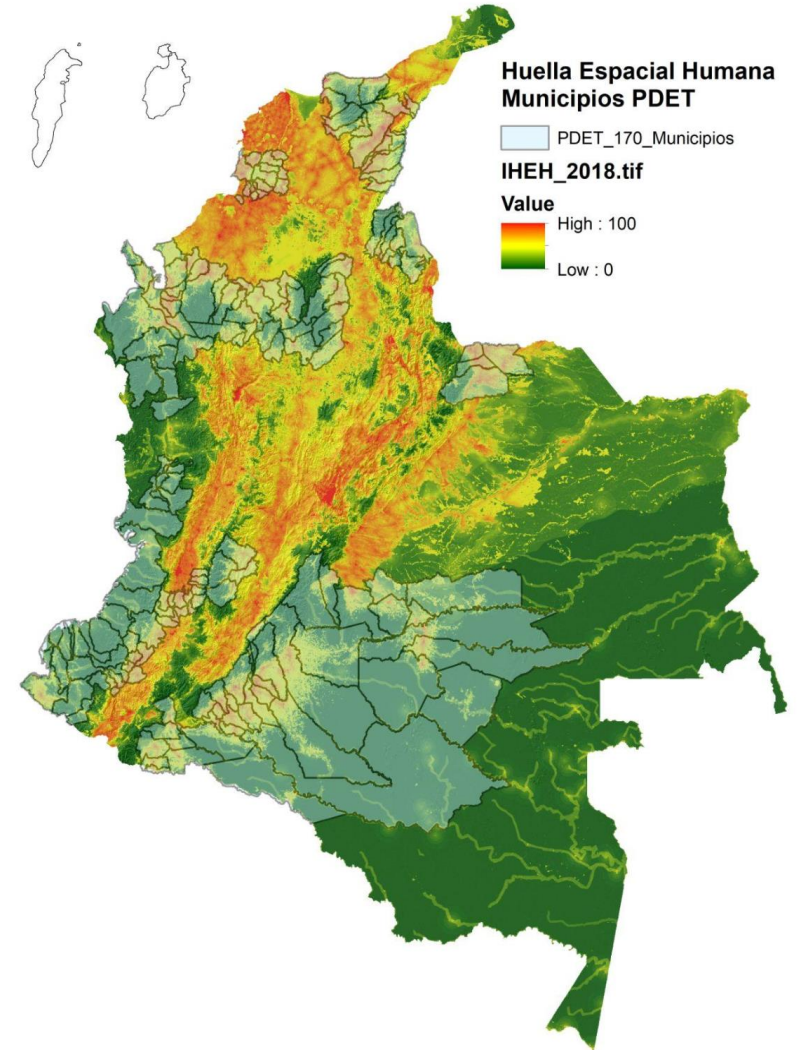 Huella Espacial Humana
Municipios PDET
PDET_170_Municipios
IHEH_2018.tif
Value
High : 100
Low : 0